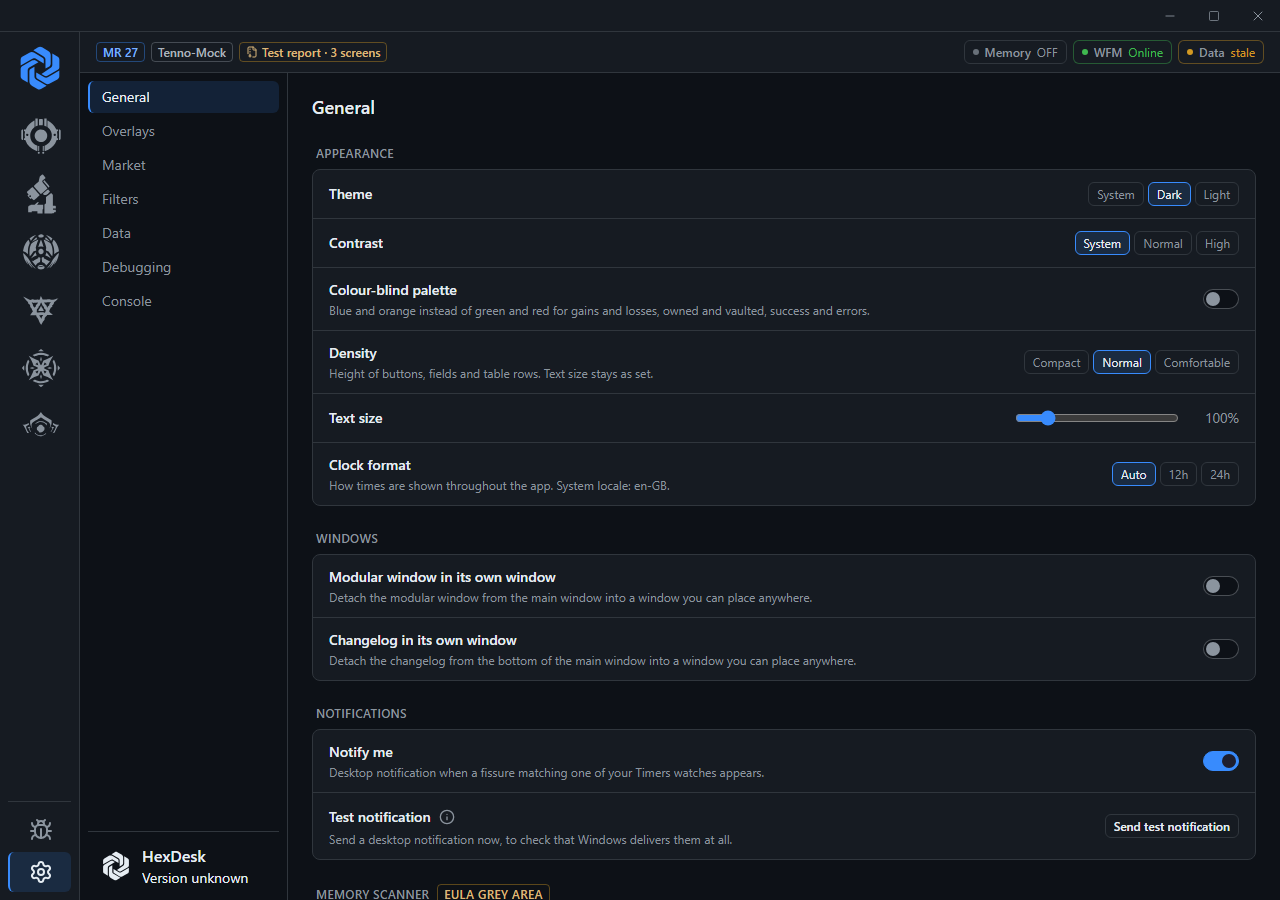 MR 27
Tenno-Mock
Test report · 3 screens
Memory OFF
WFM Online
Data stale
General
Overlays
Market
Filters
Data
Debugging
Console
HexDesk
Version unknown
General
APPEARANCE
Theme
System
Dark
Light
Contrast
System
Normal
High
Colour-blind palette
Blue and orange instead of green and red for gains and losses, owned and vaulted, success and errors.
Density
Height of buttons, fields and table rows. Text size stays as set.
Compact
Normal
Comfortable
Text size
100%
Clock format
How times are shown throughout the app. System locale: en-GB.
Auto
12h
24h
WINDOWS
Modular window in its own window
Detach the modular window from the main window into a window you can place anywhere.
Changelog in its own window
Detach the changelog from the bottom of the main window into a window you can place anywhere.
NOTIFICATIONS
Notify me
Desktop notification when a fissure matching one of your Timers watches appears.
Test notification
Send a desktop notification now, to check that Windows delivers them at all.
Send test notification
MEMORY SCANNER
EULA GREY AREA